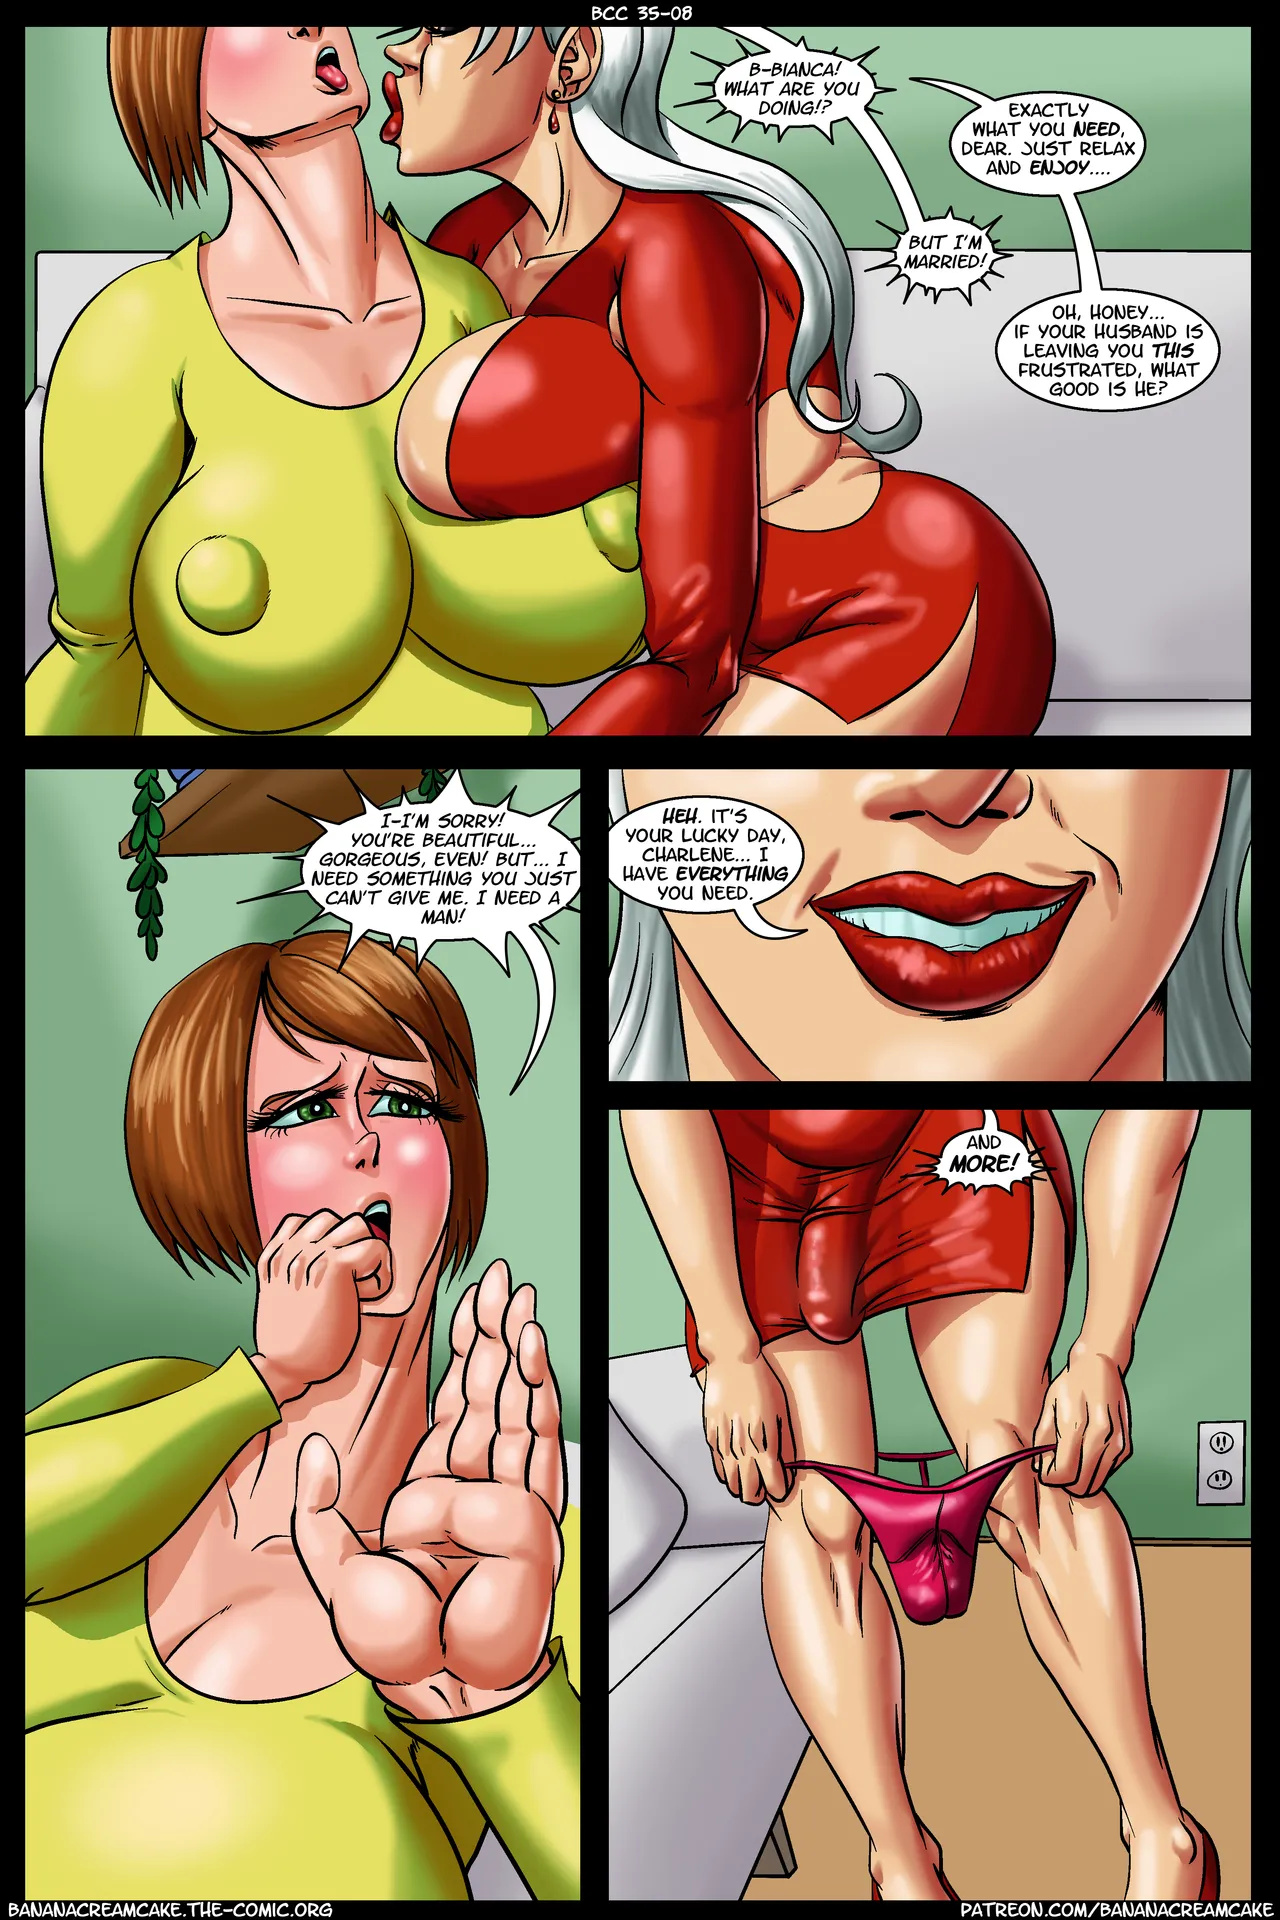 BCC 35-08
B-BIANCA!
WHAT ARE YOU
DOING!?
EXACTLY
WHAT YOU NEED,
DEAR. JUST RELAX
AND ENJOY....
BUT I'M
MARRIED!
OH, HONEY...
IF YOUR HUSBAND IS
LEAVING YOU THIS
FRUSTRATED, WHAT
GOOD IS HE?
I-I'M SORRY!
YOU'RE BEAUTIFUL...
GORGEOUS, EVEN! BUT... I
NEED SOMETHING YOU JUST
CAN'T GIVE ME. I NEED A
MAN!
HEH. IT'S
YOUR LUCKY DAY,
CHARLENE... I
HAVE EVERYTHING
YOU NEED.
AND
MORE!
BANANACREAMCAKE.THE-COMIC.ORG
PATREON.COM/BANANACREAMCAKE